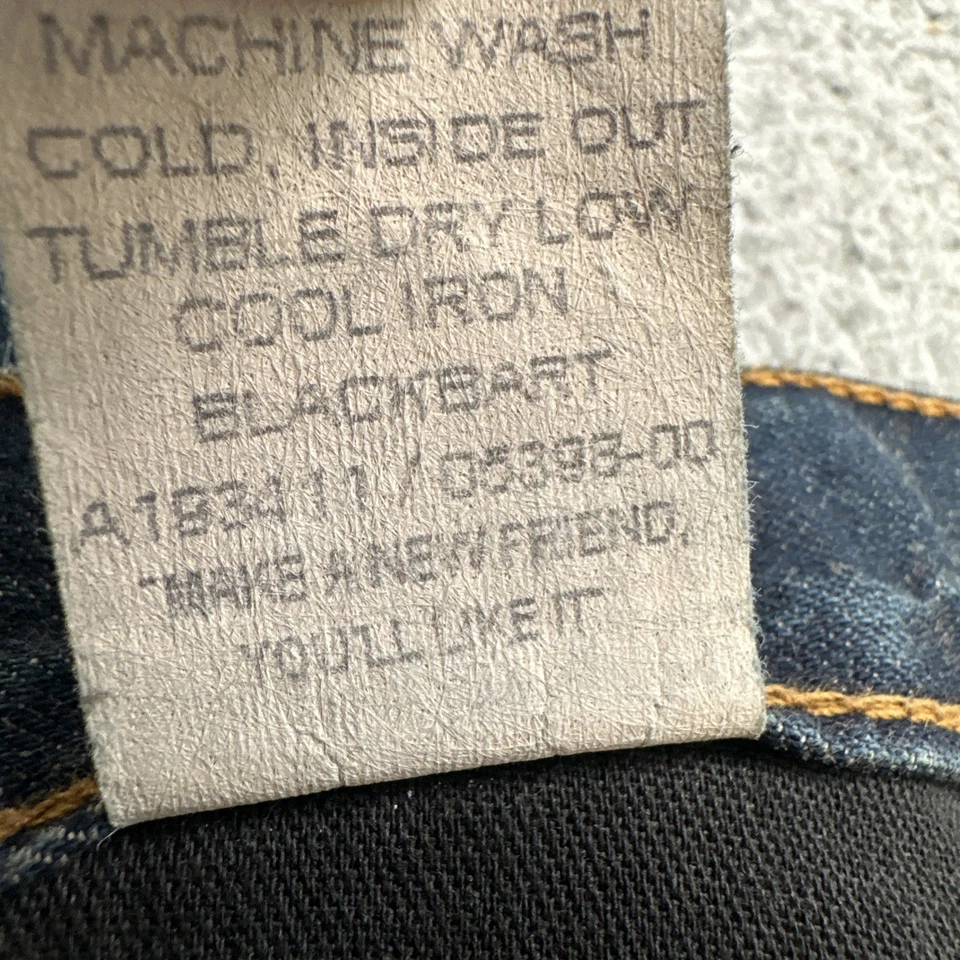 MACHINE WASH
COLD, INSIDE OUT
TUMBLE DRY LOW
COOL IRON
BLACKBART
A193411 / G5393-00
"MAKE A NEW FRIEND,
YOU'LL LIKE IT"